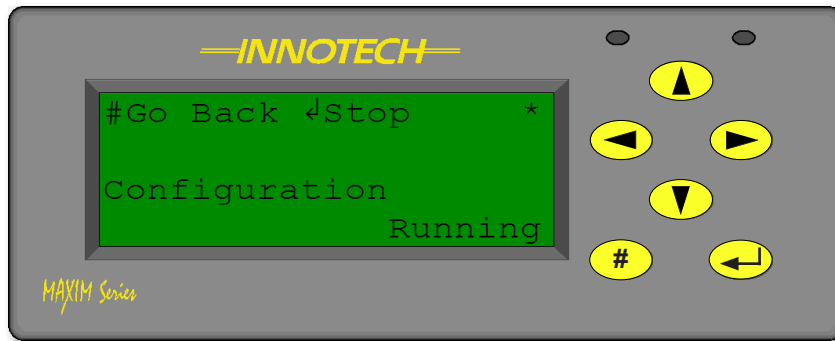 INNOTECH
#Go Back ↲Stop *
Configuration
Running
#
MAXIM Series